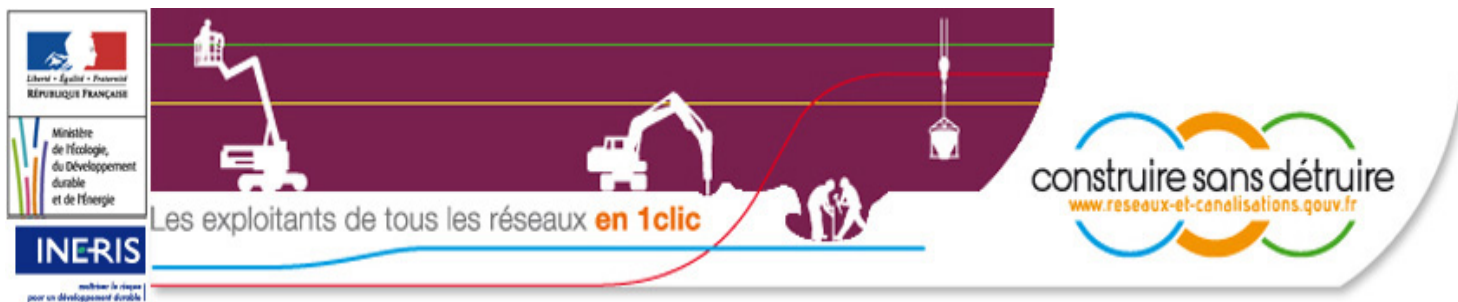 Liberté • Égalité • Fraternité
RÉPUBLIQUE FRANÇAISE
Ministère
de l'Écologie,
du Développement
durable
et de l'Énergie
INERIS
maîtriser le risque
pour un développement durable
Les exploitants de tous les réseaux en 1clic
construire sans détruire
www.reseaux-et-canalisations.gouv.fr